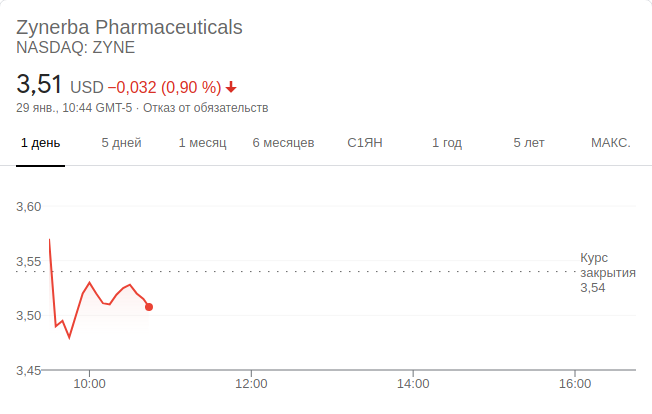 Zynerba Pharmaceuticals
NASDAQ: ZYNE
3,51 USD −0,032 (0,90 %)
29 янв., 10:44 GMT-5 · Отказ от обязательств
1 день 5 дней 1 месяц 6 месяцев С1ЯН 1 год 5 лет МАКС.
3,60
3,55
Курс
закрытия
3,54
3,50
3,45
10:00 12:00 14:00 16:00